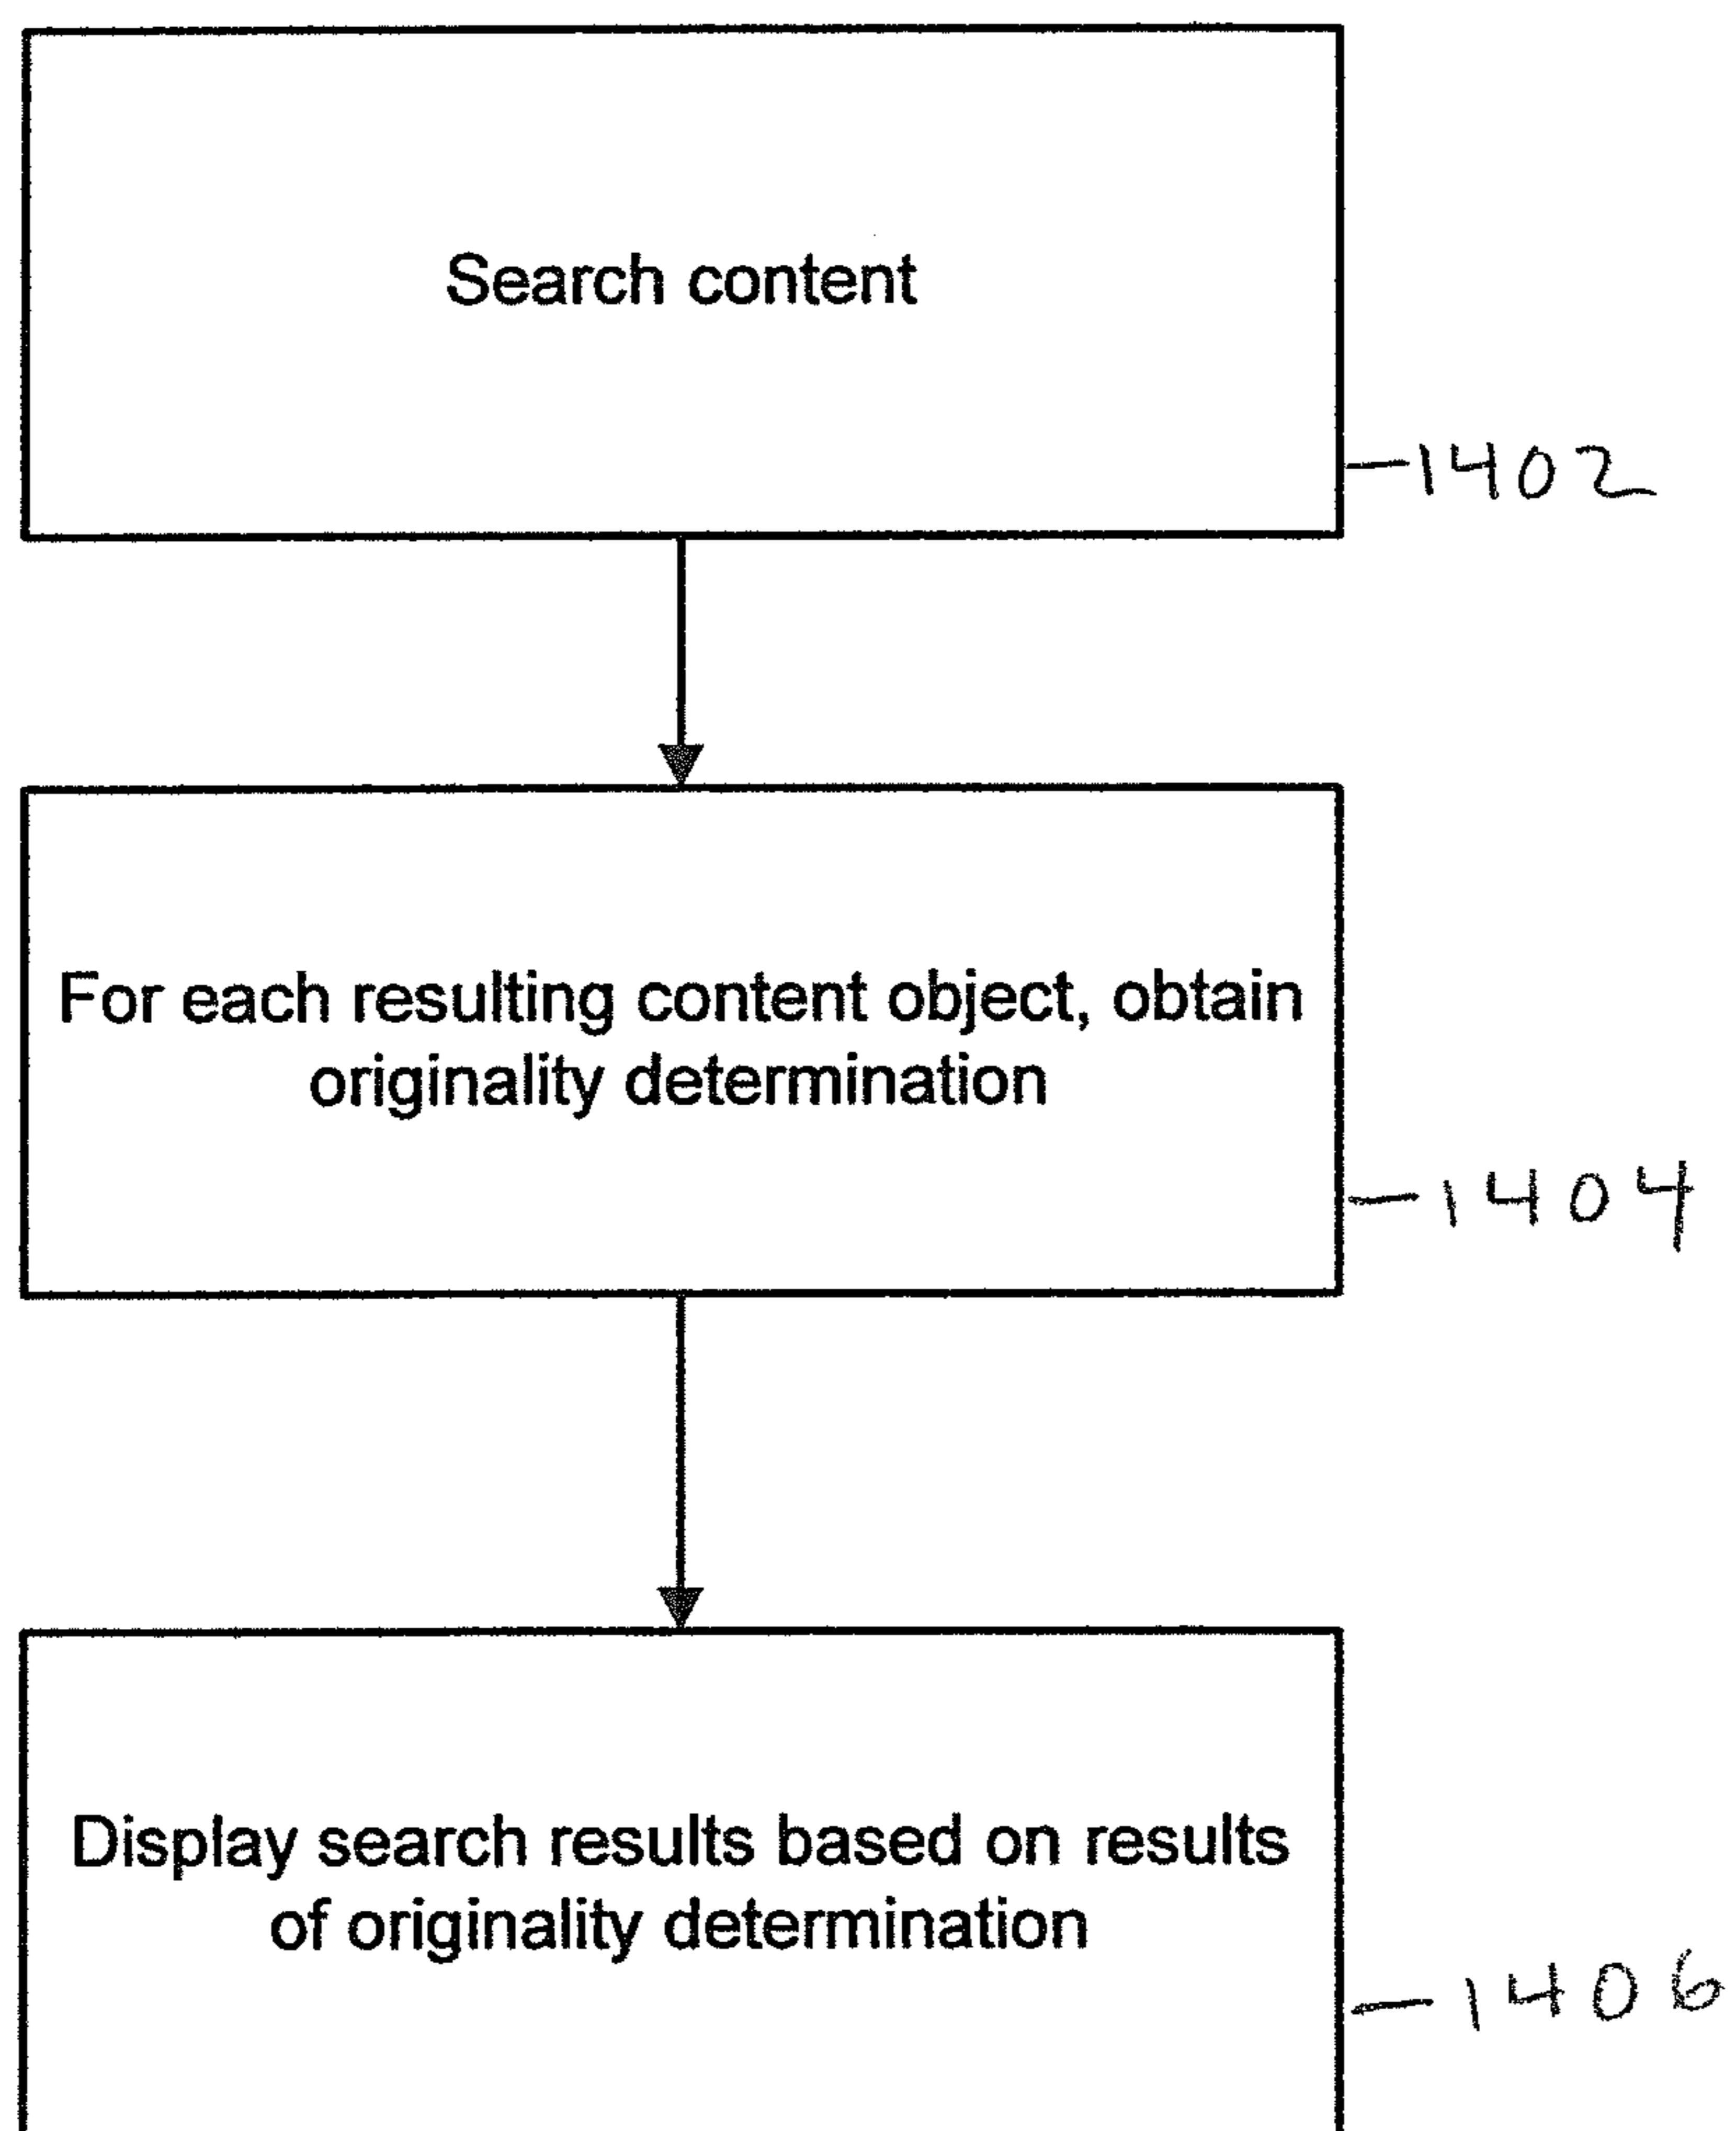 Search content
1402
For each resulting content object, obtain
originality determination
1404
Display search results based on results
of originality determination
1406